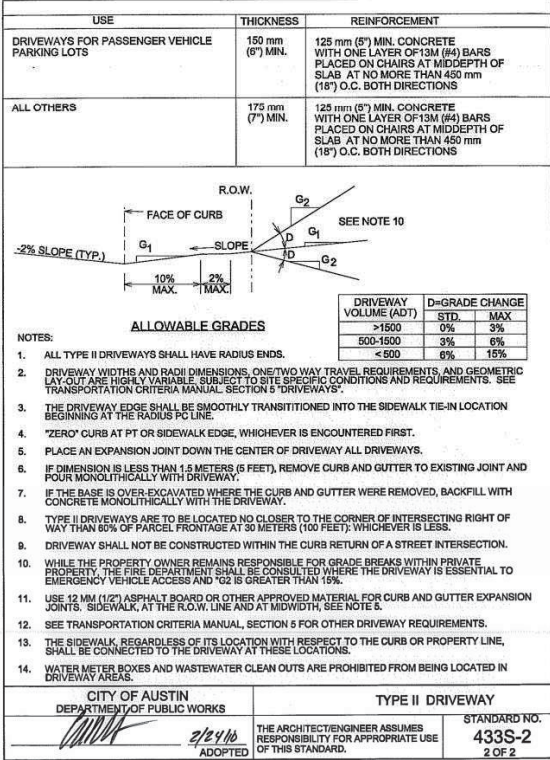 USE THICKNESS REINFORCEMENT
DRIVEWAYS FOR PASSENGER VEHICLE
PARKING LOTS
150 mm
(6") MIN.
125 mm (5") MIN. CONCRETE
WITH ONE LAYER OF 13M (#4) BARS
PLACED ON CHAIRS AT MIDDEPTH OF
SLAB AT NO MORE THAN 450 mm
(18") O.C. BOTH DIRECTIONS
ALL OTHERS
175 mm
(7") MIN.
125 mm (5") MIN. CONCRETE
WITH ONE LAYER OF 13M (#4) BARS
PLACED ON CHAIRS AT MIDDEPTH OF
SLAB AT NO MORE THAN 450 mm
(18") O.C. BOTH DIRECTIONS
R.O.W.
G2
FACE OF CURB
SEE NOTE 10
D
G1
G1
SLOPE
-2% SLOPE (TYP.)
D
G2
10%
MAX.
2%
MAX.
DRIVEWAY
VOLUME (ADT)
D=GRADE CHANGE
STD. MAX
>1500 0% 3%
500-1500 3% 6%
<500 6% 15%
ALLOWABLE GRADES
NOTES:
1. ALL TYPE II DRIVEWAYS SHALL HAVE RADIUS ENDS.
2. DRIVEWAY WIDTHS AND RADII DIMENSIONS, ONE/TWO WAY TRAVEL REQUIREMENTS, AND GEOMETRIC
LAY-OUT ARE HIGHLY VARIABLE, SUBJECT TO SITE SPECIFIC CONDITIONS AND REQUIREMENTS. SEE
TRANSPORTATION CRITERIA MANUAL. SECTION 5 "DRIVEWAYS".
3. THE DRIVEWAY EDGE SHALL BE SMOOTHLY TRANSITITIONED INTO THE SIDEWALK TIE-IN LOCATION
BEGINNING AT THE RADIUS PC LINE.
4. "ZERO" CURB AT PT OR SIDEWALK EDGE, WHICHEVER IS ENCOUNTERED FIRST.
5. PLACE AN EXPANSION JOINT DOWN THE CENTER OF DRIVEWAY ALL DRIVEWAYS.
6. IF DIMENSION IS LESS THAN 1.5 METERS (5 FEET), REMOVE CURB AND GUTTER TO EXISTING JOINT AND
POUR MONOLITHICALLY WITH DRIVEWAY.
7. IF THE BASE IS OVER-EXCAVATED WHERE THE CURB AND GUTTER WERE REMOVED, BACKFILL WITH
CONCRETE MONOLITHICALLY WITH THE DRIVEWAY.
8. TYPE II DRIVEWAYS ARE TO BE LOCATED NO CLOSER TO THE CORNER OF INTERSECTING RIGHT OF
WAY THAN 60% OF PARCEL FRONTAGE AT 30 METERS (100 FEET): WHICHEVER IS LESS.
9. DRIVEWAY SHALL NOT BE CONSTRUCTED WITHIN THE CURB RETURN OF A STREET INTERSECTION.
10. WHILE THE PROPERTY OWNER REMAINS RESPONSIBLE FOR GRADE BREAKS WITHIN PRIVATE
PROPERTY, THE FIRE DEPARTMENT SHALL BE CONSULTED WHERE THE DRIVEWAY IS ESSENTIAL TO
EMERGENCY VEHICLE ACCESS AND "G2 IS GREATER THAN 15%.
11. USE 12 MM (1/2") ASPHALT BOARD OR OTHER APPROVED MATERIAL FOR CURB AND GUTTER EXPANSION
JOINTS. SIDEWALK, AT THE R.O.W. LINE AND AT MIDWIDTH, SEE NOTE 5.
12. SEE TRANSPORTATION CRITERIA MANUAL, SECTION 5 FOR OTHER DRIVEWAY REQUIREMENTS.
13. THE SIDEWALK, REGARDLESS OF ITS LOCATION WITH RESPECT TO THE CURB OR PROPERTY LINE,
SHALL BE CONNECTED TO THE DRIVEWAY AT THESE LOCATIONS.
14. WATER METER BOXES AND WASTEWATER CLEAN OUTS ARE PROHIBITED FROM BEING LOCATED IN
DRIVEWAY AREAS.
CITY OF AUSTIN
DEPARTMENT OF PUBLIC WORKS
TYPE II DRIVEWAY
2/24/10
ADOPTED
THE ARCHITECT/ENGINEER ASSUMES
RESPONSIBILITY FOR APPROPRIATE USE
OF THIS STANDARD.
STANDARD NO.
433S-2
2 OF 2